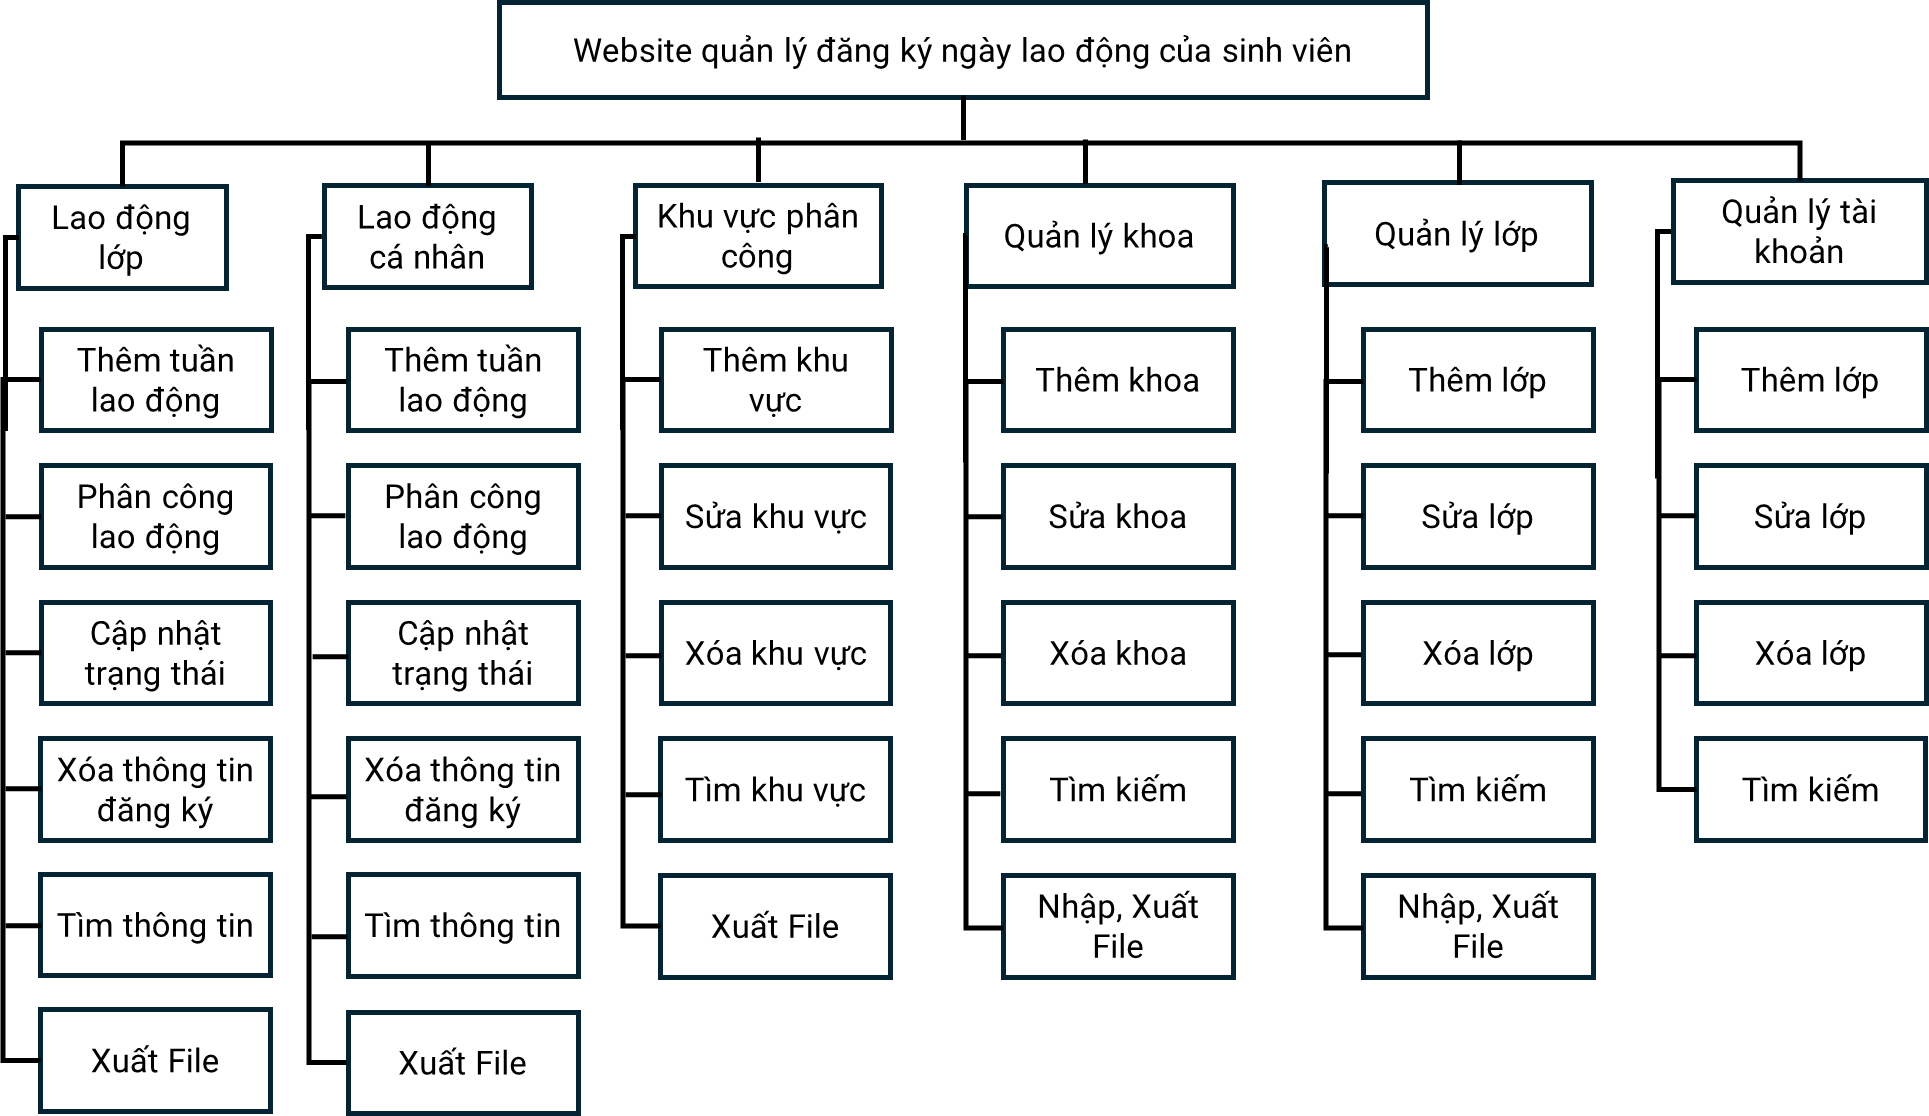 Website quản lý đăng ký ngày lao động của sinh viên
Lao động
lớp
Thêm tuần
lao động
Phân công
lao động
Cập nhật
trạng thái
Xóa thông tin
đăng ký
Tìm thông tin
Xuất File
Lao động
cá nhân
Thêm tuần
lao động
Phân công
lao động
Cập nhật
trạng thái
Xóa thông tin
đăng ký
Tìm thông tin
Xuất File
Khu vực phân
công
Thêm khu
vực
Sửa khu vực
Xóa khu vực
Tìm khu vực
Xuất File
Quản lý khoa
Thêm khoa
Sửa khoa
Xóa khoa
Tìm kiếm
Nhập, Xuất
File
Quản lý lớp
Thêm lớp
Sửa lớp
Xóa lớp
Tìm kiếm
Nhập, Xuất
File
Quản lý tài
khoản
Thêm lớp
Sửa lớp
Xóa lớp
Tìm kiếm